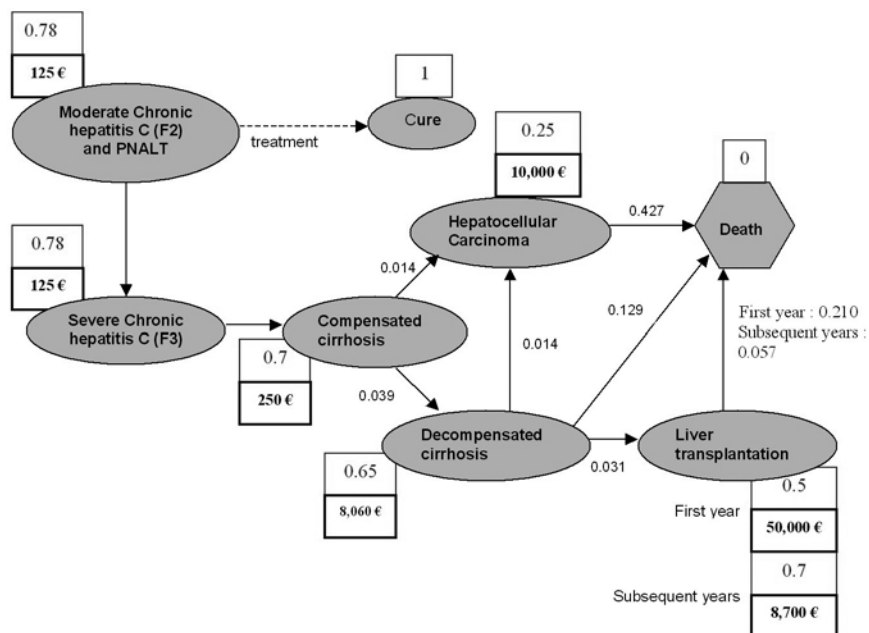 0.78
125 €
Moderate Chronic
hepatitis C (F2)
and PNALT
treatment
1
Cure
0.25
10,000 €
Hepatocellular
Carcinoma
0.427
0
Death
0.78
125 €
Severe Chronic
hepatitis C (F3)
0.014
Compensated
cirrhosis
0.7
250 €
0.039
0.014
0.129
First year : 0.210
Subsequent years :
0.057
Decompensated
cirrhosis
0.65
8,060 €
0.031
Liver
transplantation
First year
0.5
50,000 €
Subsequent years
0.7
8,700 €